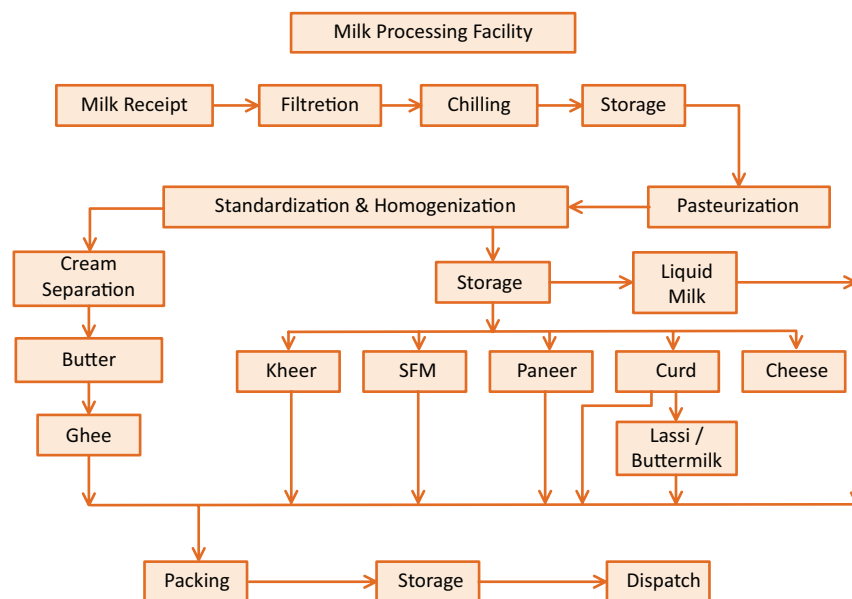 Milk Processing Facility
Milk Receipt
Filtretion
Chilling
Storage
Standardization & Homogenization
Pasteurization
Cream
Separation
Storage
Liquid
Milk
Butter
Kheer
SFM
Paneer
Curd
Cheese
Ghee
Lassi /
Buttermilk
Packing
Storage
Dispatch